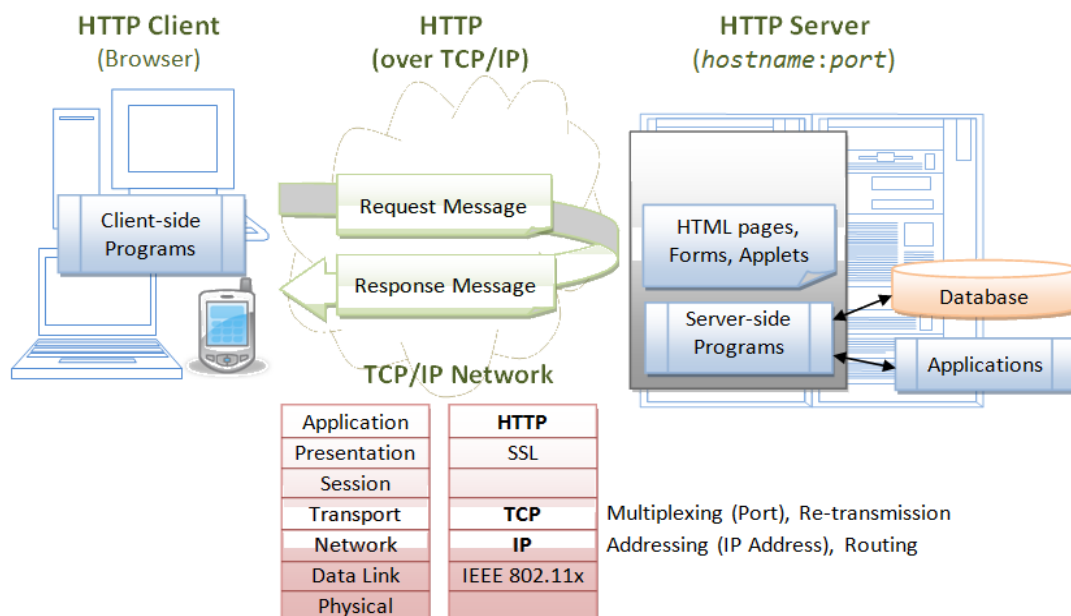 HTTP Client
(Browser)
HTTP
(over TCP/IP)
HTTP Server
(hostname:port)
Client-side
Programs
Request Message
Response Message
HTML pages,
Forms, Applets
Server-side
Programs
Database
Applications
TCP/IP Network
Application HTTP
Presentation SSL
Session
Transport TCP Multiplexing (Port), Re-transmission
Network IP Addressing (IP Address), Routing
Data Link IEEE 802.11x
Physical